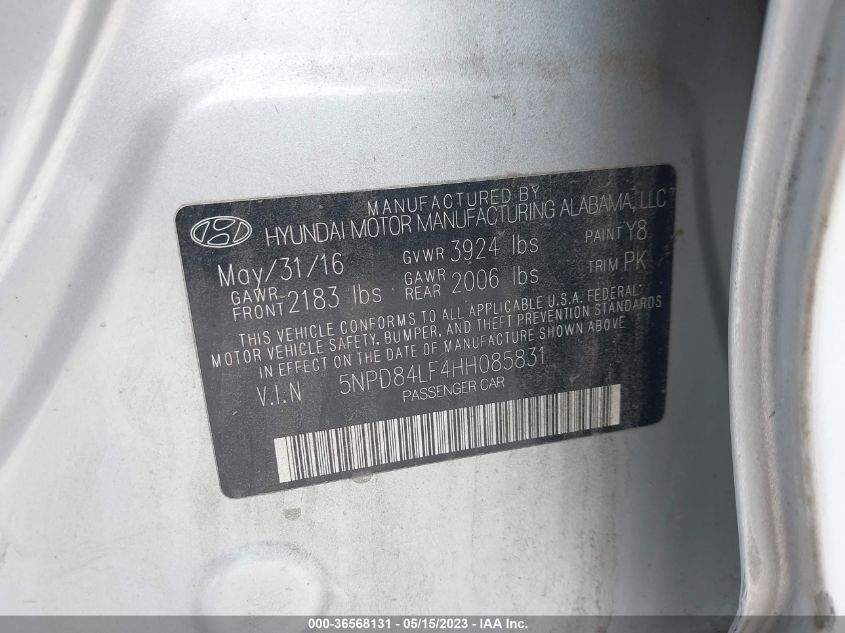 MANUFACTURED BY
HYUNDAI MOTOR MANUFACTURING ALABAMA, LLC
May/31/16 GVWR 3924 lbs PAINT Y8
GAWR FRONT 2183 lbs GAWR REAR 2006 lbs TRIM PK
THIS VEHICLE CONFORMS TO ALL APPLICABLE U.S.A. FEDERAL
MOTOR VEHICLE SAFETY, BUMPER, AND THEFT PREVENTION STANDARDS
IN EFFECT ON THE DATE OF MANUFACTURE SHOWN ABOVE
V.I.N 5NPD84LF4HH085831
PASSENGER CAR
000-36568131 - 05/15/2023 - IAA Inc.